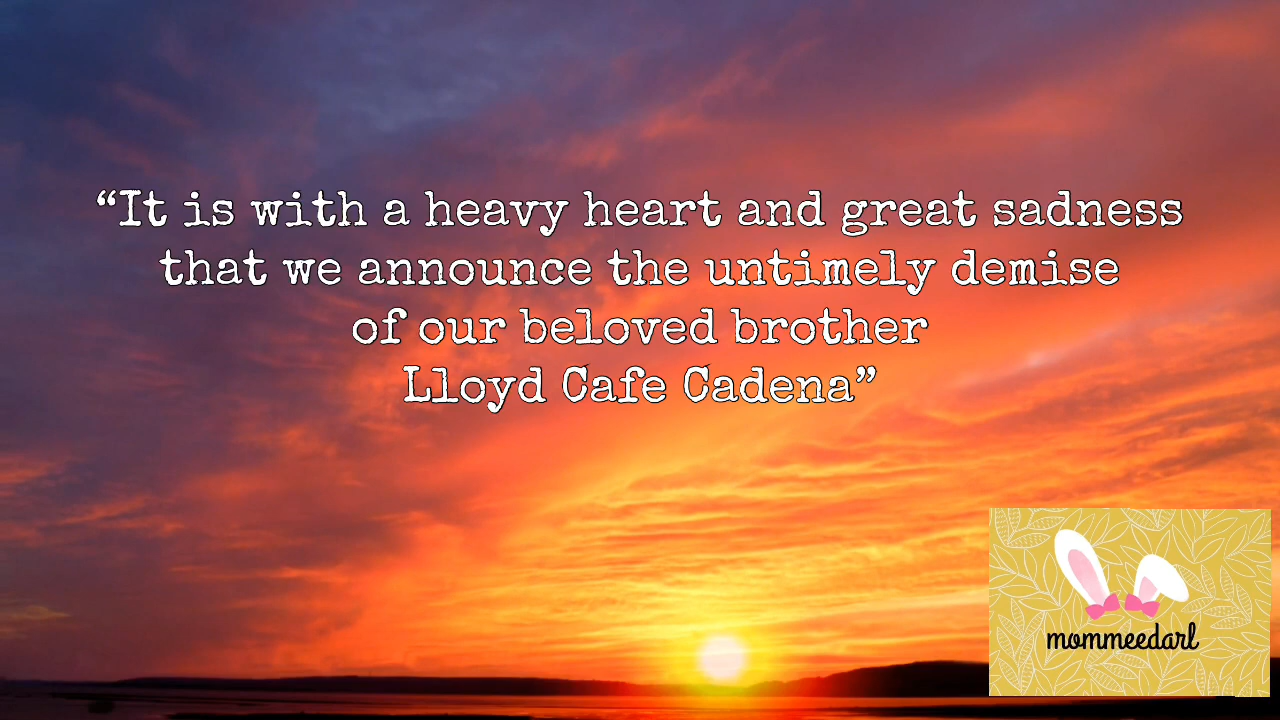 “It is with a heavy heart and great sadness
that we announce the untimely demise
of our beloved brother
Lloyd Cafe Cadena”
mommeedarl